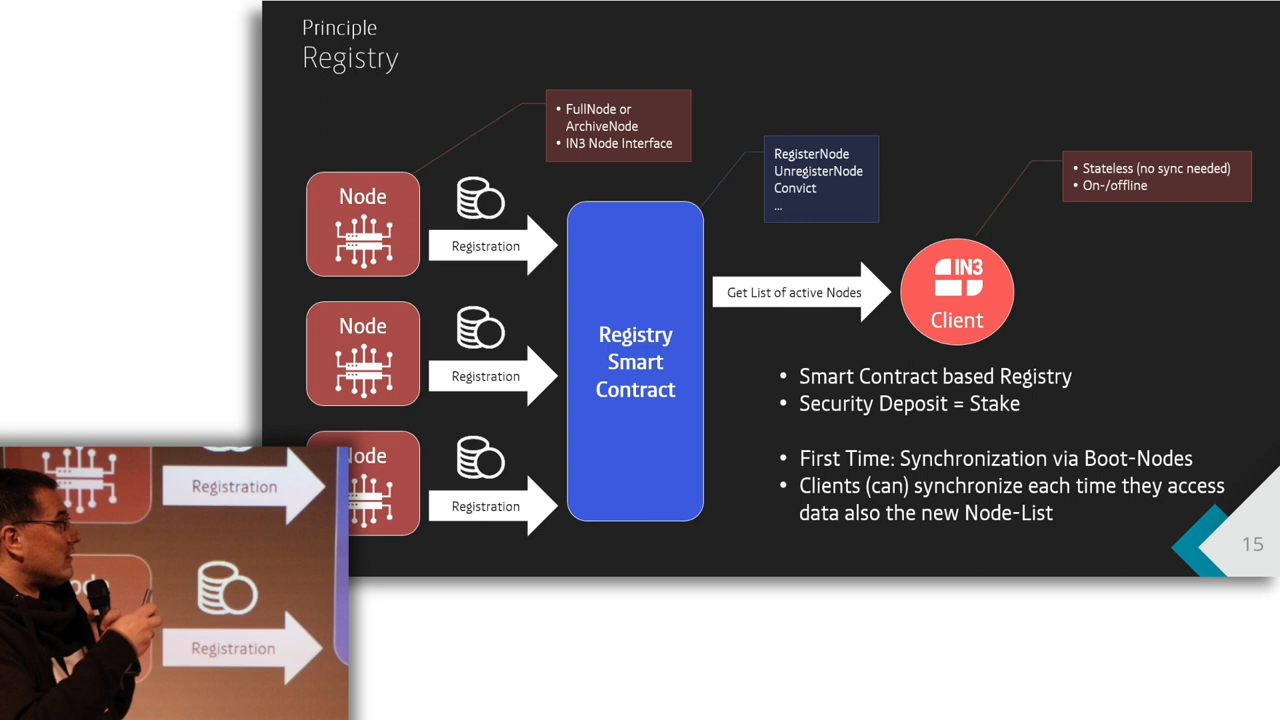 Principle
Registry
• FullNode or
ArchiveNode
• IN3 Node Interface
RegisterNode
UnregisterNode
Convict
...
• Stateless (no sync needed)
• On-/offline
Node
Registration
Node
Registration
Node
Registration
Registry
Smart
Contract
Get List of active Nodes
IN3
Client
• Smart Contract based Registry
• Security Deposit = Stake
• First Time: Synchronization via Boot-Nodes
• Clients (can) synchronize each time they access
data also the new Node-List
15
Registration
Registration